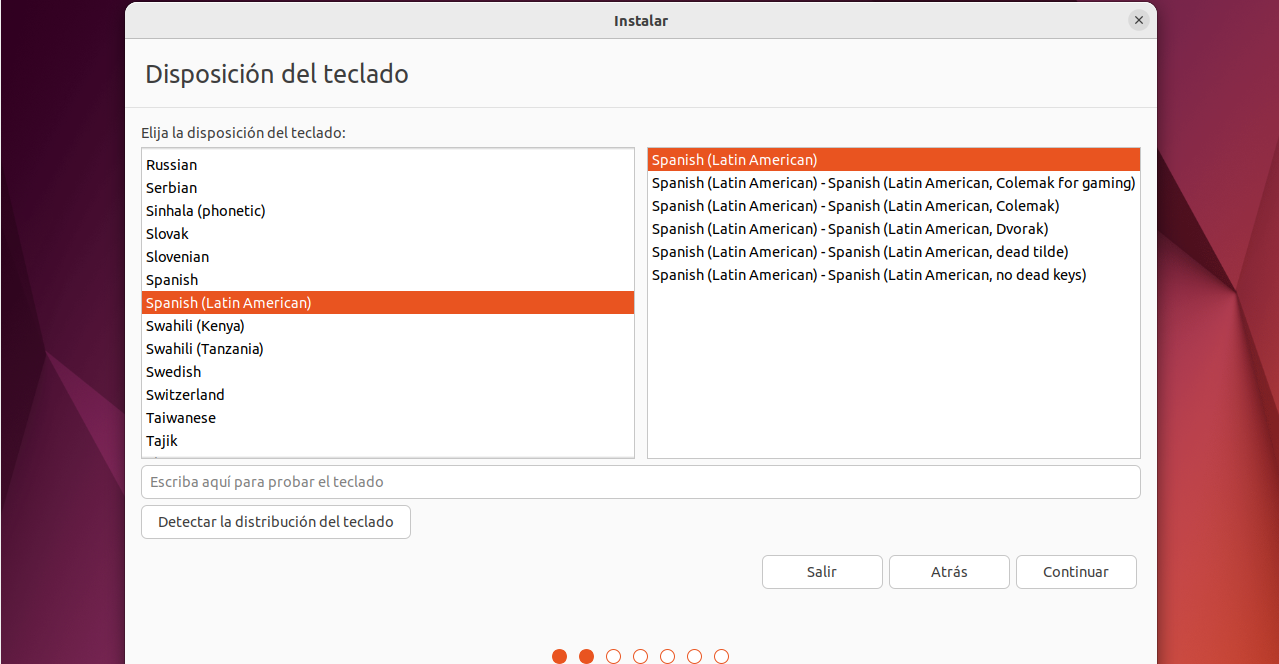 Instalar
Disposición del teclado
Elija la disposición del teclado:
Russian
Serbian
Sinhala (phonetic)
Slovak
Slovenian
Spanish
Spanish (Latin American)
Swahili (Kenya)
Swahili (Tanzania)
Swedish
Switzerland
Taiwanese
Tajik
Spanish (Latin American)
Spanish (Latin American) - Spanish (Latin American, Colemak for gaming)
Spanish (Latin American) - Spanish (Latin American, Colemak)
Spanish (Latin American) - Spanish (Latin American, Dvorak)
Spanish (Latin American) - Spanish (Latin American, dead tilde)
Spanish (Latin American) - Spanish (Latin American, no dead keys)
Escriba aquí para probar el teclado
Detectar la distribución del teclado
Salir
Atrás
Continuar